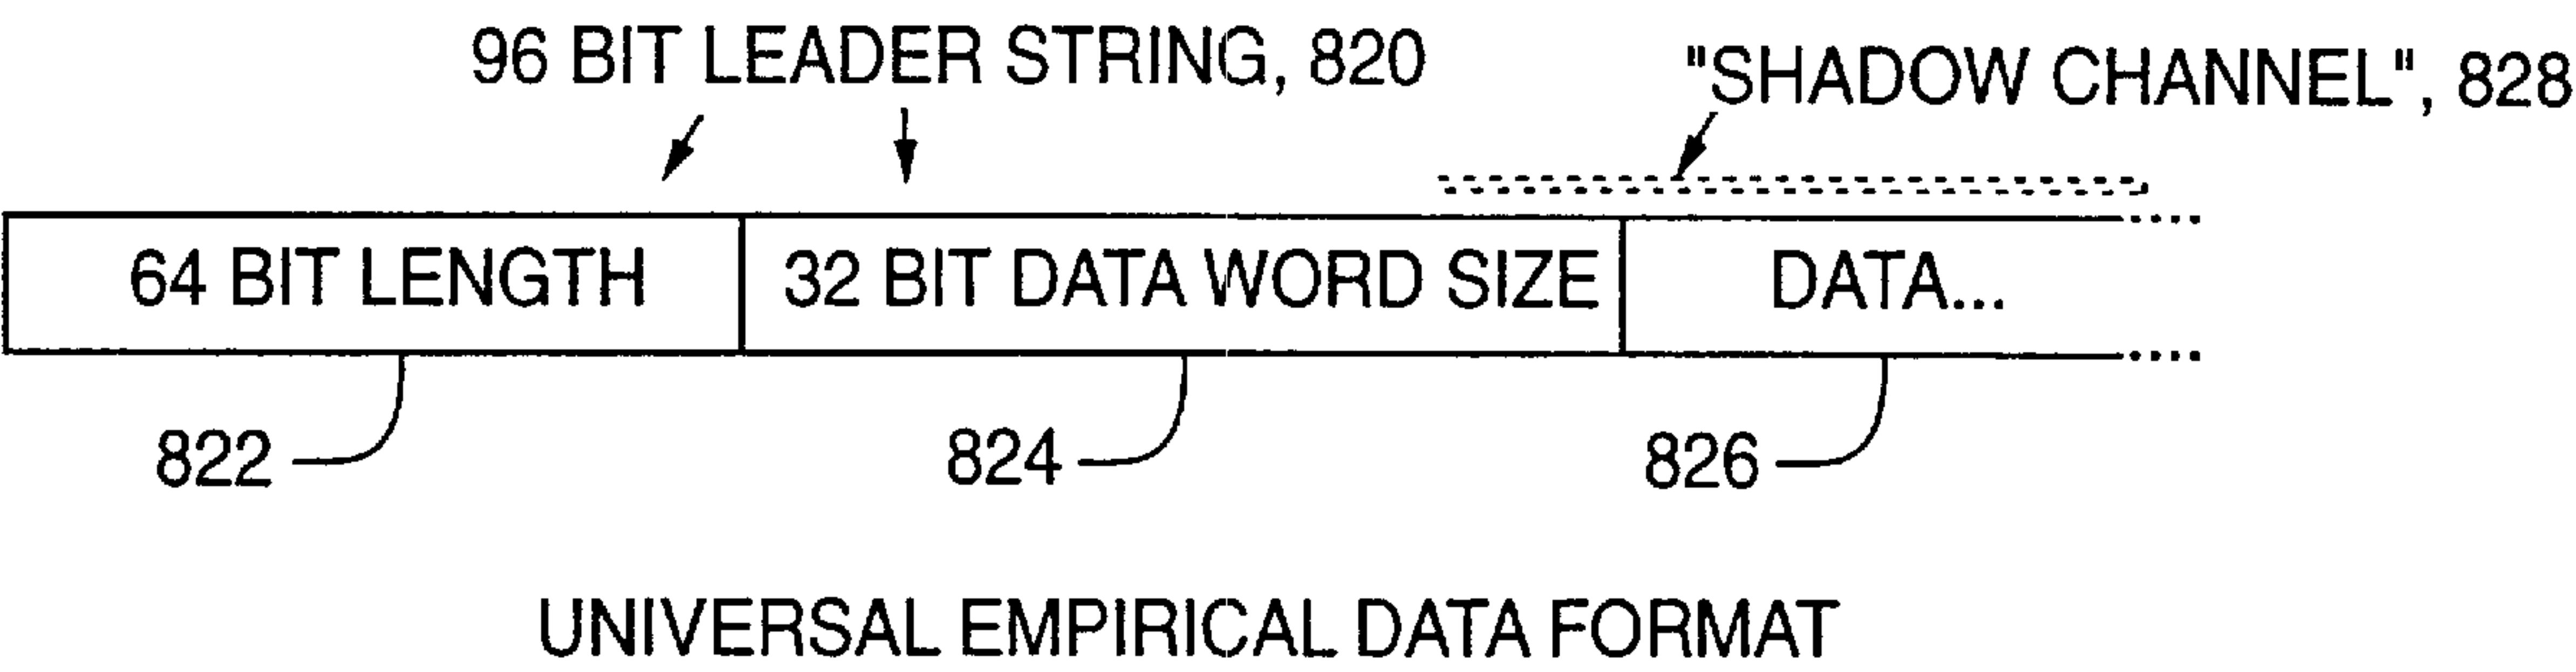 96 BIT LEADER STRING, 820
"SHADOW CHANNEL", 828
64 BIT LENGTH
32 BIT DATA WORD SIZE
DATA...
822
824
826
UNIVERSAL EMPIRICAL DATA FORMAT